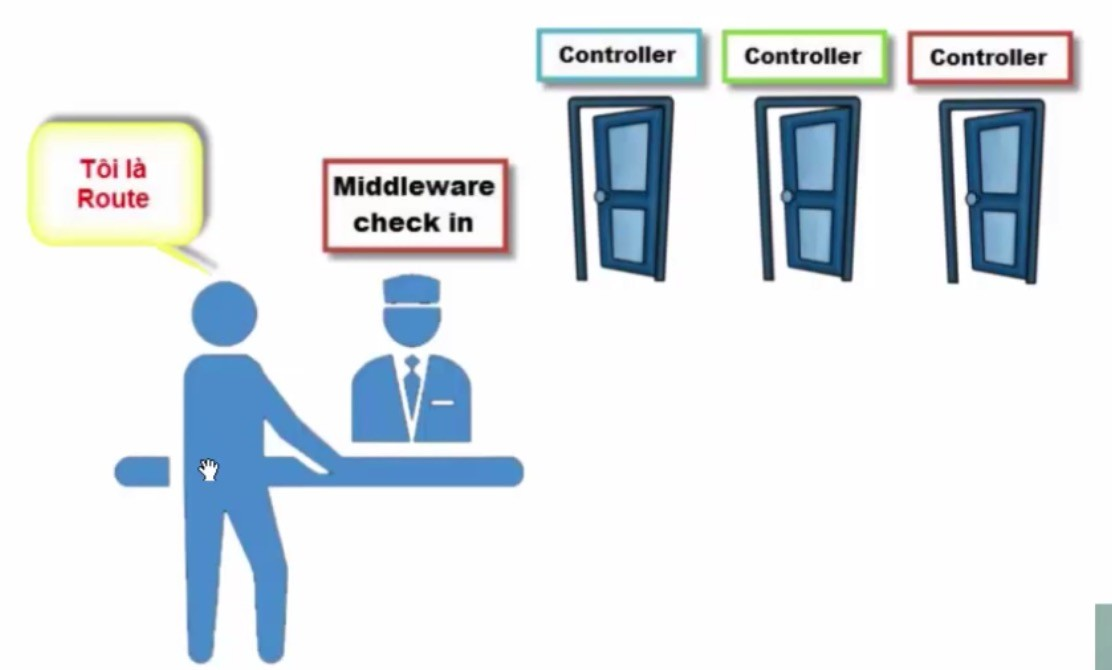 Controller
Controller
Controller
Tôi là
Route
Middleware
check in